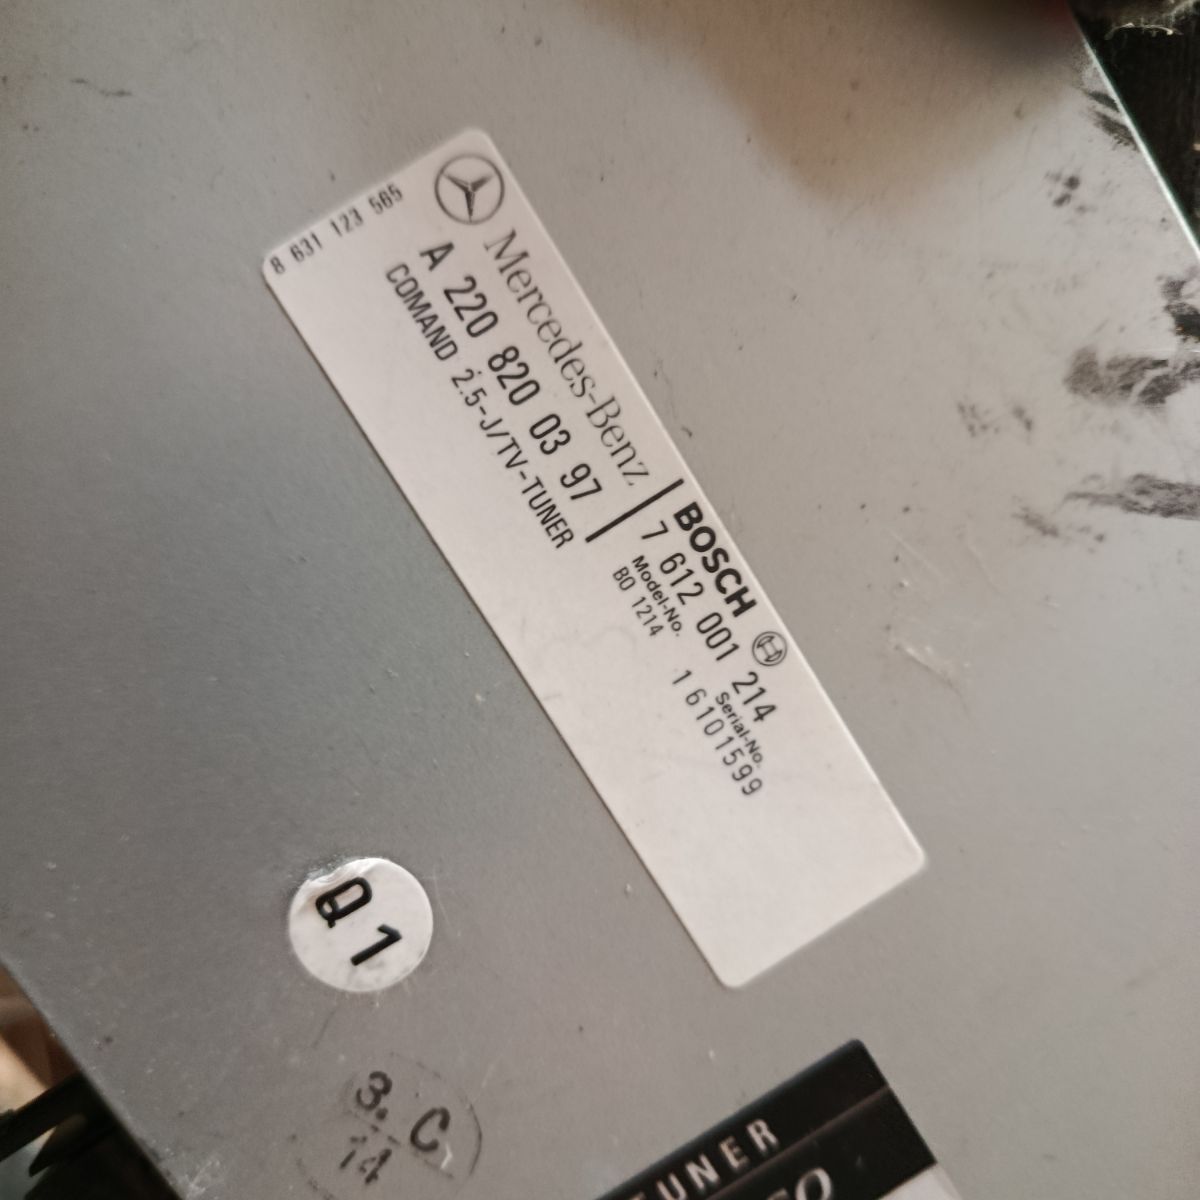 8 631 123 565
Mercedes-Benz
A 220 820 03 97
COMAND 2.5-J/TV-TUNER
BOSCH
7 612 001 214
Model-No.
BO 1214
Serial-No.
16101599
Q1
3. C
14
TUNER